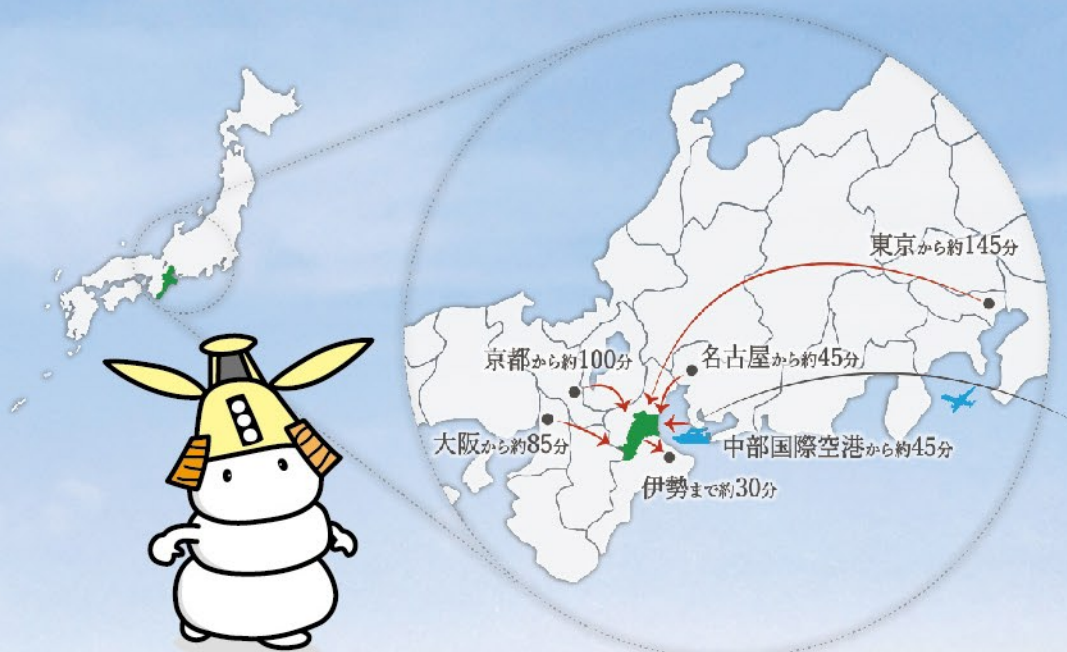 東京から約145分
京都から約100分
名古屋から約45分
大阪から約85分
中部国際空港から約45分
伊勢まで約30分